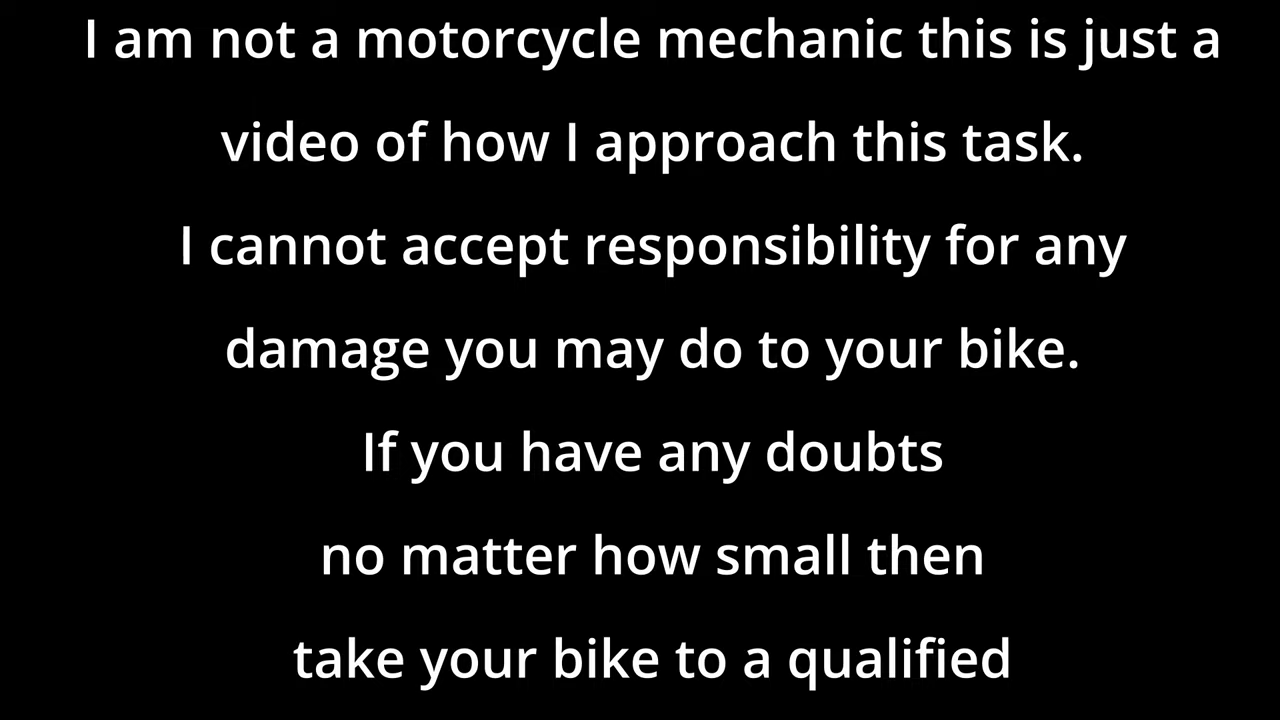 I am not a motorcycle mechanic this is just a
video of how I approach this task.
I cannot accept responsibility for any
damage you may do to your bike.
If you have any doubts
no matter how small then
take your bike to a qualified